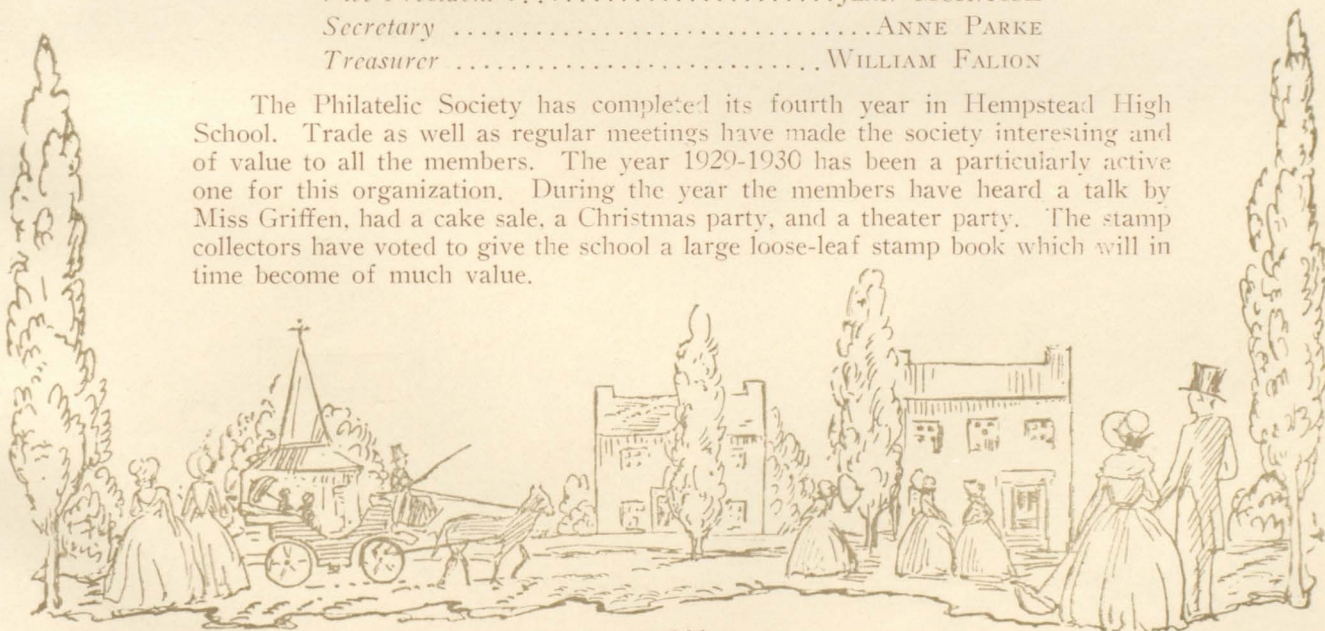 Secretary ..............................ANNE PARKE
Treasurer ............................WILLIAM FALION
The Philatelic Society has completed its fourth year in Hempstead High
School. Trade as well as regular meetings have made the society interesting and
of value to all the members. The year 1929-1930 has been a particularly active
one for this organization. During the year the members have heard a talk by
Miss Griffen, had a cake sale, a Christmas party, and a theater party. The stamp
collectors have voted to give the school a large loose-leaf stamp book which will in
time become of much value.